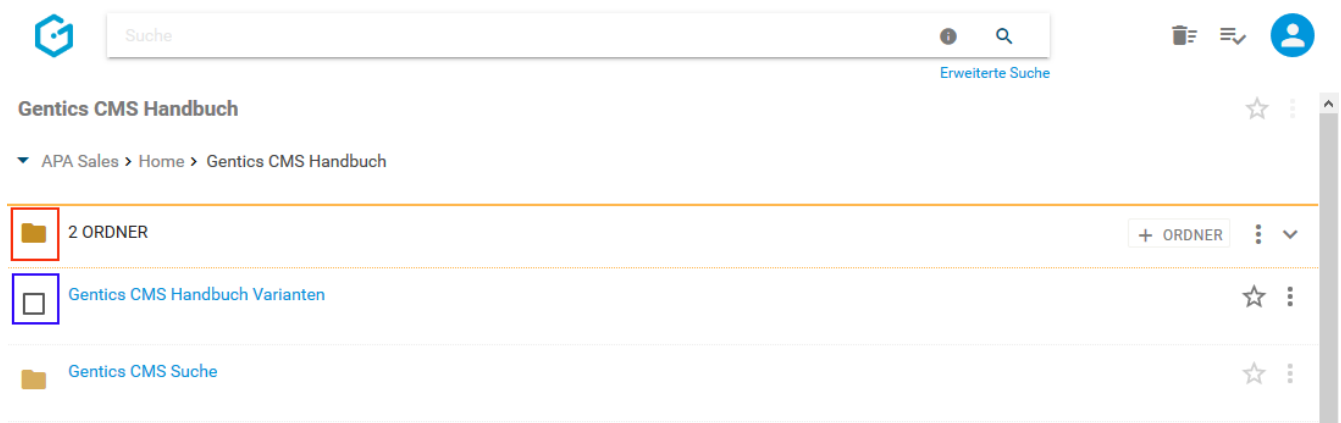 Suche
Erweiterte Suche
Gentics CMS Handbuch
APA Sales > Home > Gentics CMS Handbuch
2 ORDNER
+ ORDNER
Gentics CMS Handbuch Varianten
Gentics CMS Suche